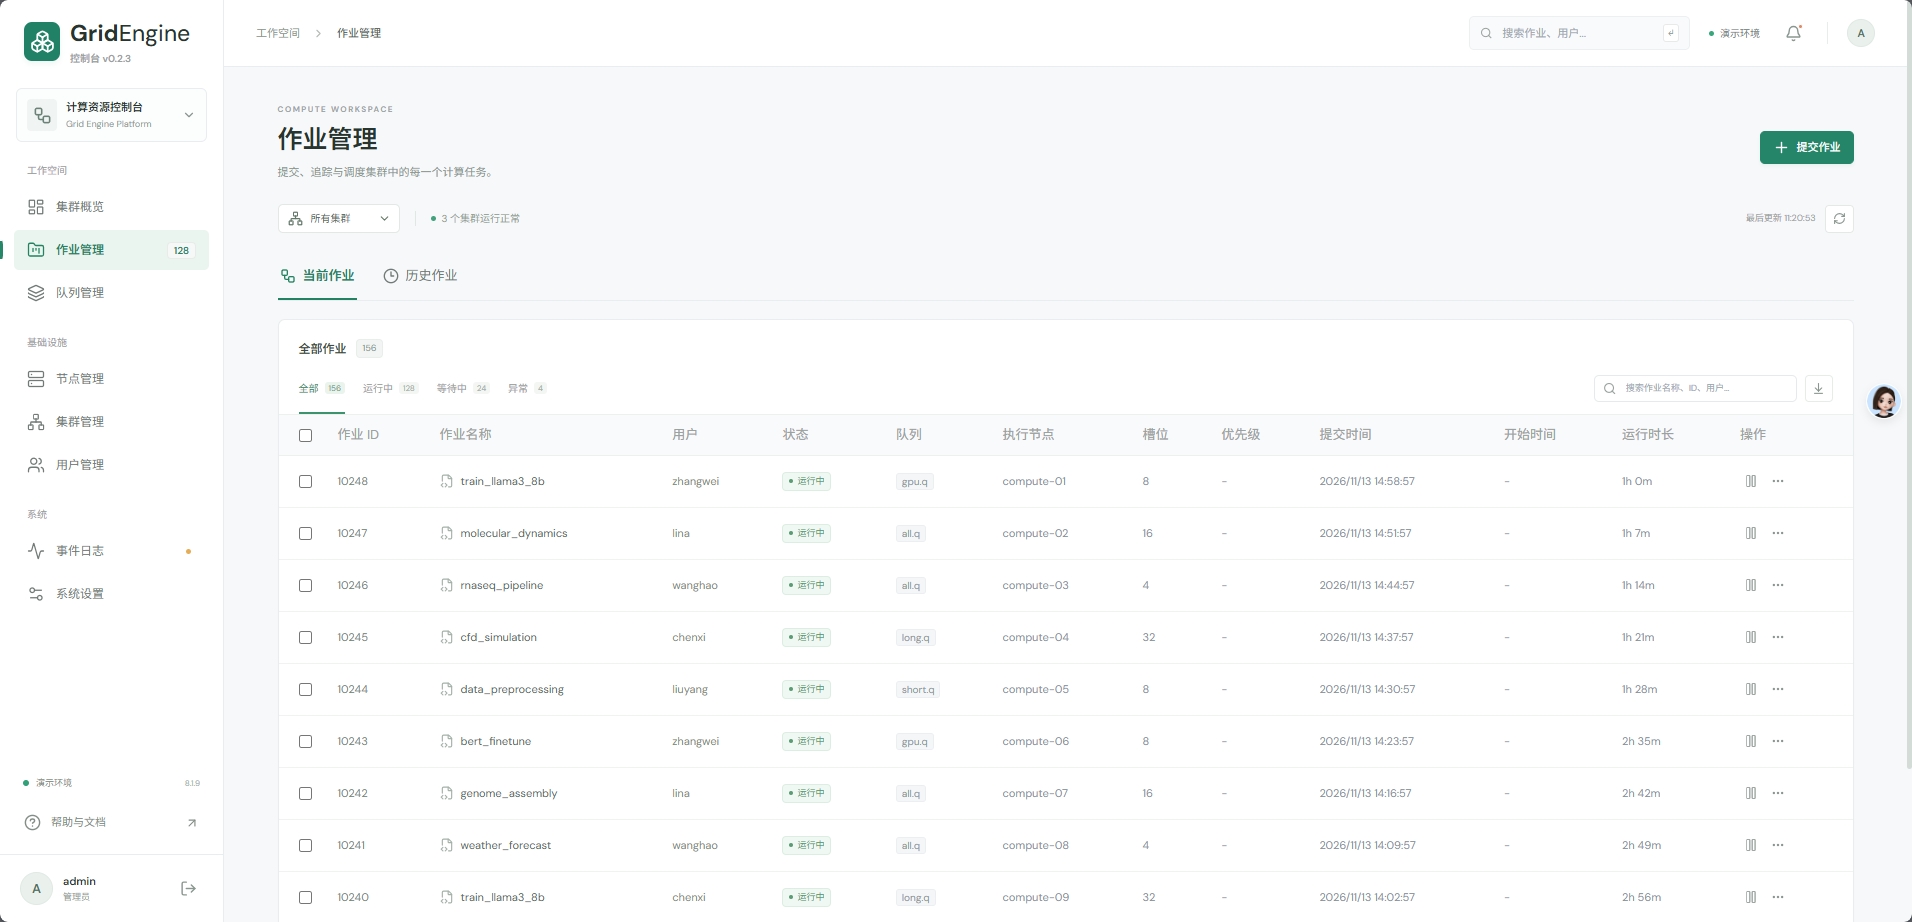 GridEngine
控制台 v0.2.3
计算资源控制台
Grid Engine Platform
工作空间
集群概览
作业管理 128
队列管理
基础设施
节点管理
集群管理
用户管理
系统
事件日志
系统设置
演示环境 8.1.9
帮助与文档
A admin
管理员
工作空间 作业管理
搜索作业、用户...
演示环境
A
COMPUTE WORKSPACE
作业管理
提交、追踪与调度集群中的每一个计算任务。
提交作业
所有集群 3 个集群运行正常
最后更新 11:20:53
当前作业 历史作业
全部作业 156
全部 156 运行中 128 等待中 24 异常 4
搜索作业名称、ID、用户...
作业 ID 作业名称 用户 状态 队列 执行节点 槽位 优先级 提交时间 开始时间 运行时长 操作
10248 train_llama3_8b zhangwei 运行中 gpu.q compute-01 8 - 2026/11/13 14:58:57 - 1h 0m
10247 molecular_dynamics lina 运行中 all.q compute-02 16 - 2026/11/13 14:51:57 - 1h 7m
10246 rnaseq_pipeline wanghao 运行中 all.q compute-03 4 - 2026/11/13 14:44:57 - 1h 14m
10245 cfd_simulation chenxi 运行中 long.q compute-04 32 - 2026/11/13 14:37:57 - 1h 21m
10244 data_preprocessing liuyang 运行中 short.q compute-05 8 - 2026/11/13 14:30:57 - 1h 28m
10243 bert_finetune zhangwei 运行中 gpu.q compute-06 8 - 2026/11/13 14:23:57 - 2h 35m
10242 genome_assembly lina 运行中 all.q compute-07 16 - 2026/11/13 14:16:57 - 2h 42m
10241 weather_forecast wanghao 运行中 all.q compute-08 4 - 2026/11/13 14:09:57 - 2h 49m
10240 train_llama3_8b chenxi 运行中 long.q compute-09 32 - 2026/11/13 14:02:57 - 2h 56m